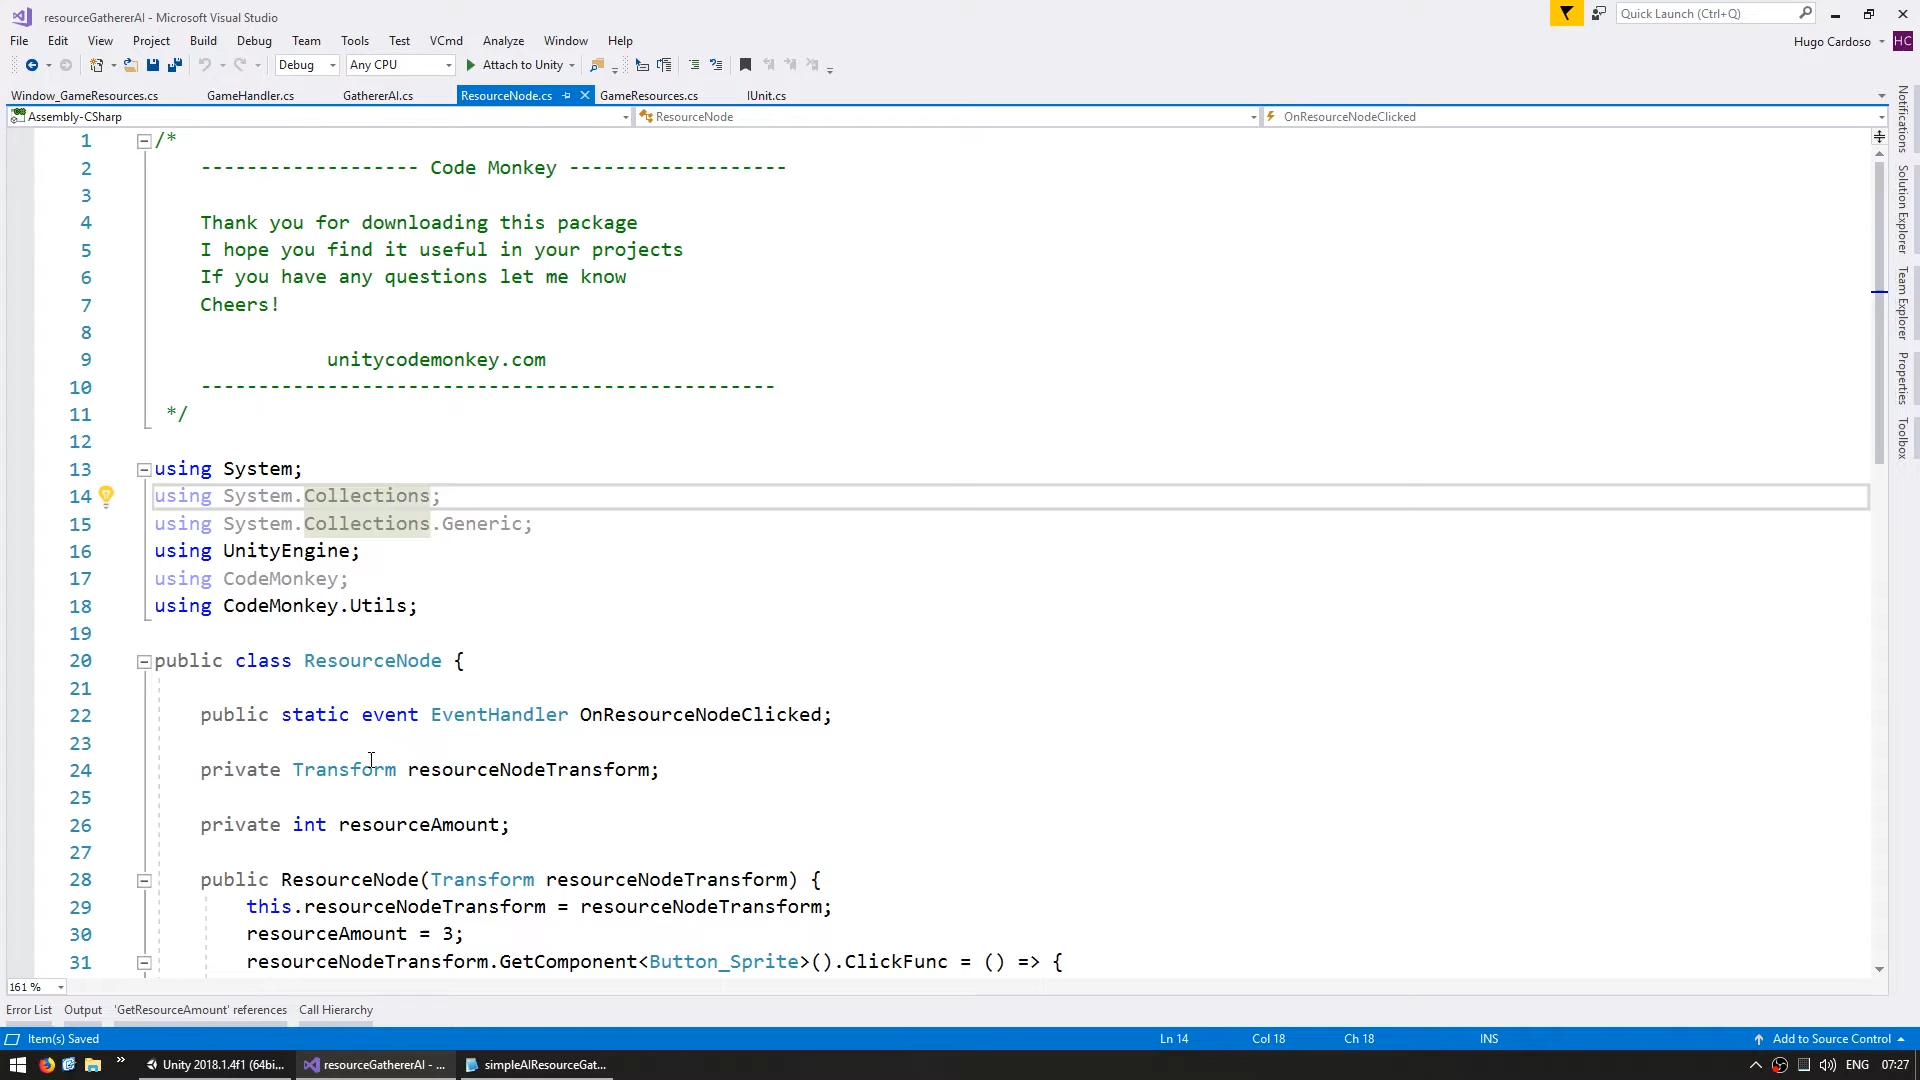 resourceGathererAI - Microsoft Visual Studio
Quick Launch (Ctrl+Q)
File Edit View Project Build Debug Team Tools Test VCmd Analyze Window Help
Hugo Cardoso HC
Debug Any CPU Attach to Unity
Window_GameResources.cs GameHandler.cs GathererAI.cs ResourceNode.cs GameResources.cs IUnit.cs
Assembly-CSharp ResourceNode OnResourceNodeClicked
1 /*
2 ------------------- Code Monkey -------------------
3
4 Thank you for downloading this package
5 I hope you find it useful in your projects
6 If you have any questions let me know
7 Cheers!
8
9 unitycodemonkey.com
10 --------------------------------------------------
11 */
12
13 using System;
14 using System.Collections;
15 using System.Collections.Generic;
16 using UnityEngine;
17 using CodeMonkey;
18 using CodeMonkey.Utils;
19
20 public class ResourceNode {
21
22 public static event EventHandler OnResourceNodeClicked;
23
24 private Transform resourceNodeTransform;
25
26 private int resourceAmount;
27
28 public ResourceNode(Transform resourceNodeTransform) {
29 this.resourceNodeTransform = resourceNodeTransform;
30 resourceAmount = 3;
31 resourceNodeTransform.GetComponent<Button_Sprite>().ClickFunc = () => {
Notifications
Solution Explorer
Team Explorer
Properties
Toolbox
161 %
Error List Output 'GetResourceAmount' references Call Hierarchy
Item(s) Saved Ln 14 Col 18 Ch 18 INS Add to Source Control
» Unity 2018.1.4f1 (64bi... resourceGathererAI - ... simpleAIResourceGat... ENG 07:27